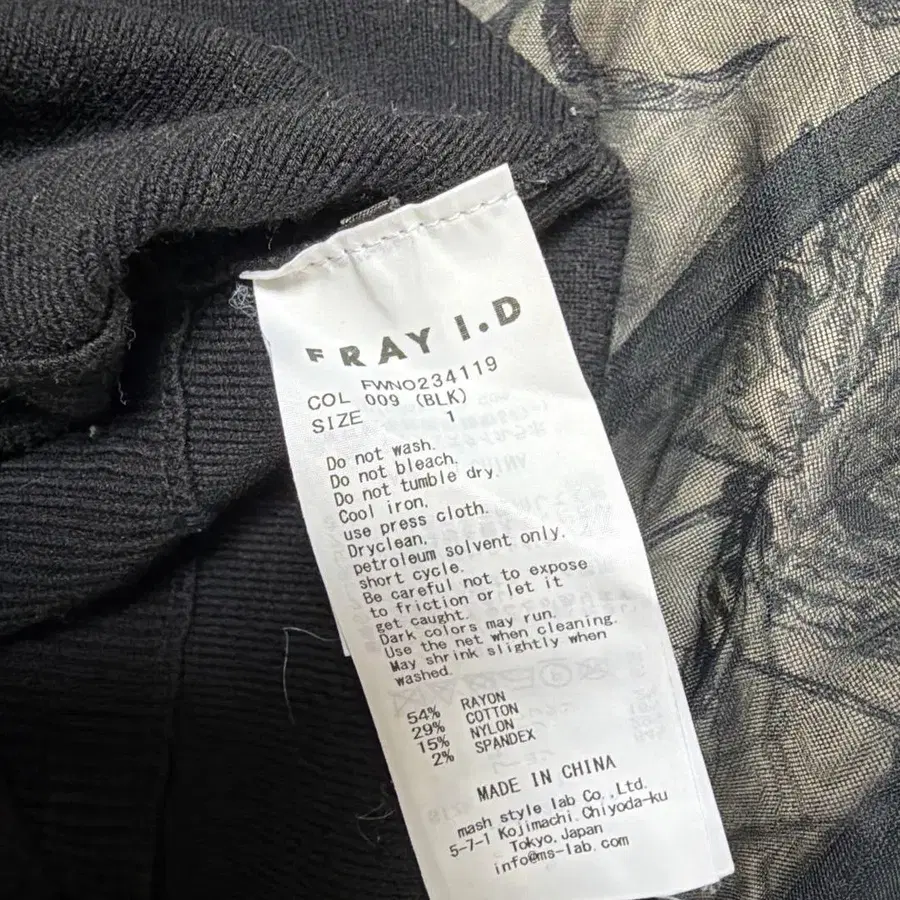 FRAY I.D
FWNO234119
COL 009 (BLK)
SIZE 1
Do not wash.
Do not bleach.
Do not tumble dry.
Cool iron.
use press cloth.
Dryclean.
petroleum solvent only.
short cycle.
Be careful not to expose
to friction or let it
get caught.
Dark colors may run.
Use the net when cleaning.
May shrink slightly when
washed.
54% RAYON
29% COTTON
15% NYLON
2% SPANDEX
MADE IN CHINA
mash style lab Co.,Ltd.
5-7-1 Kojimachi.Chiyoda-ku
Tokyo.Japan
info@ms-lab.com